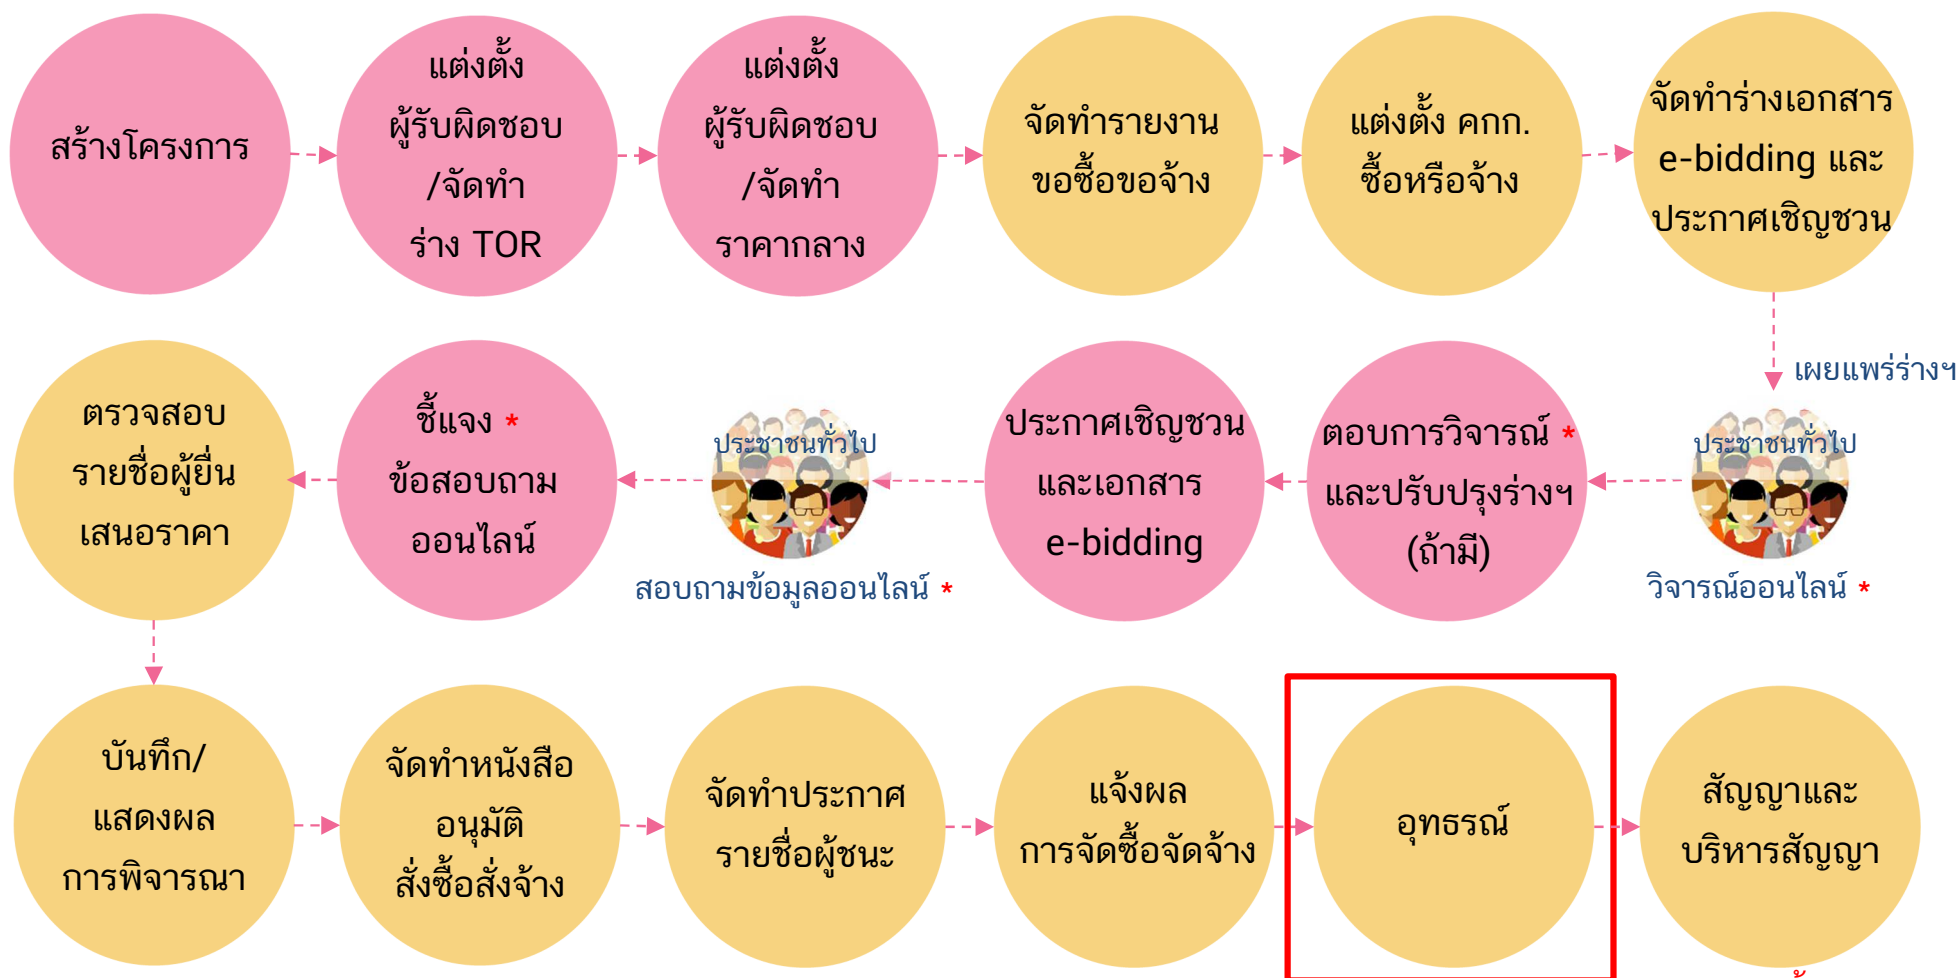 สร้างโครงการ
แต่งตั้ง
ผู้รับผิดชอบ
/จัดทำ
ร่าง TOR
แต่งตั้ง
ผู้รับผิดชอบ
/จัดทำ
ราคากลาง
จัดทำรายงาน
ขอซื้อขอจ้าง
แต่งตั้ง คกก.
ซื้อหรือจ้าง
จัดทำร่างเอกสาร
e-bidding และ
ประกาศเชิญชวน
เผยแพร่ร่างฯ
ประชาชนทั่วไป
วิจารณ์ออนไลน์ *
ตอบการวิจารณ์ *
และปรับปรุงร่างฯ
(ถ้ามี)
ประกาศเชิญชวน
และเอกสาร
e-bidding
ประชาชนทั่วไป
สอบถามข้อมูลออนไลน์ *
ชี้แจง *
ข้อสอบถาม
ออนไลน์
ตรวจสอบ
รายชื่อผู้ยื่น
เสนอราคา
บันทึก/
แสดงผล
การพิจารณา
จัดทำหนังสือ
อนุมัติ
สั่งซื้อสั่งจ้าง
จัดทำประกาศ
รายชื่อผู้ชนะ
แจ้งผล
การจัดซื้อจัดจ้าง
อุทธรณ์
สัญญาและ
บริหารสัญญา